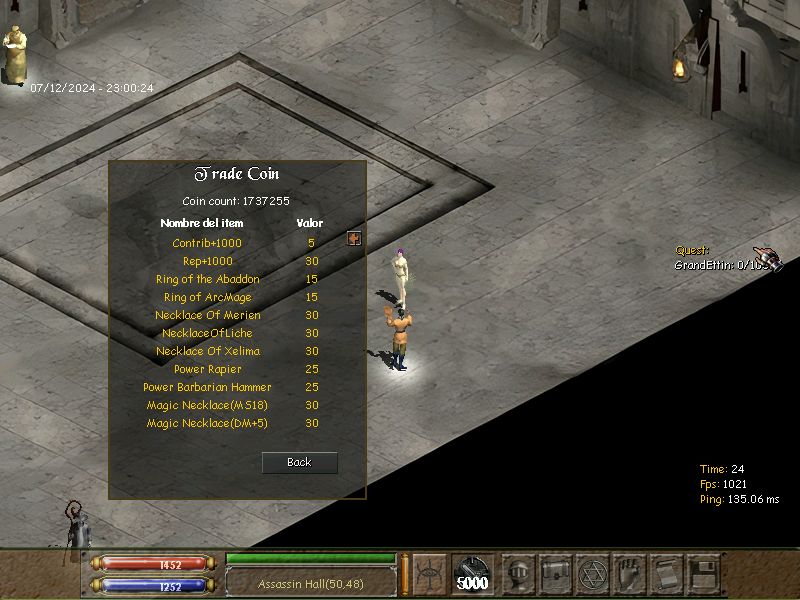 07/12/2024 - 23:00:24
Trade Coin
Coin count: 1737255
Nombre del item Valor
Contrib+1000 5
Rep+1000 30
Ring of the Abaddon 15
Ring of ArcMage 15
Necklace Of Merien 30
NecklaceOfLiche 30
Necklace Of Xelima 30
Power Rapier 25
Power Barbarian Hammer 25
Magic Necklace(MS18) 30
Magic Necklace(DM+5) 30
Back
Quest:
GrandEttin: 0/
Time: 24
Fps: 1021
Ping: 135.06 ms
1452
1252
Assassin Hall(50,48)
5000